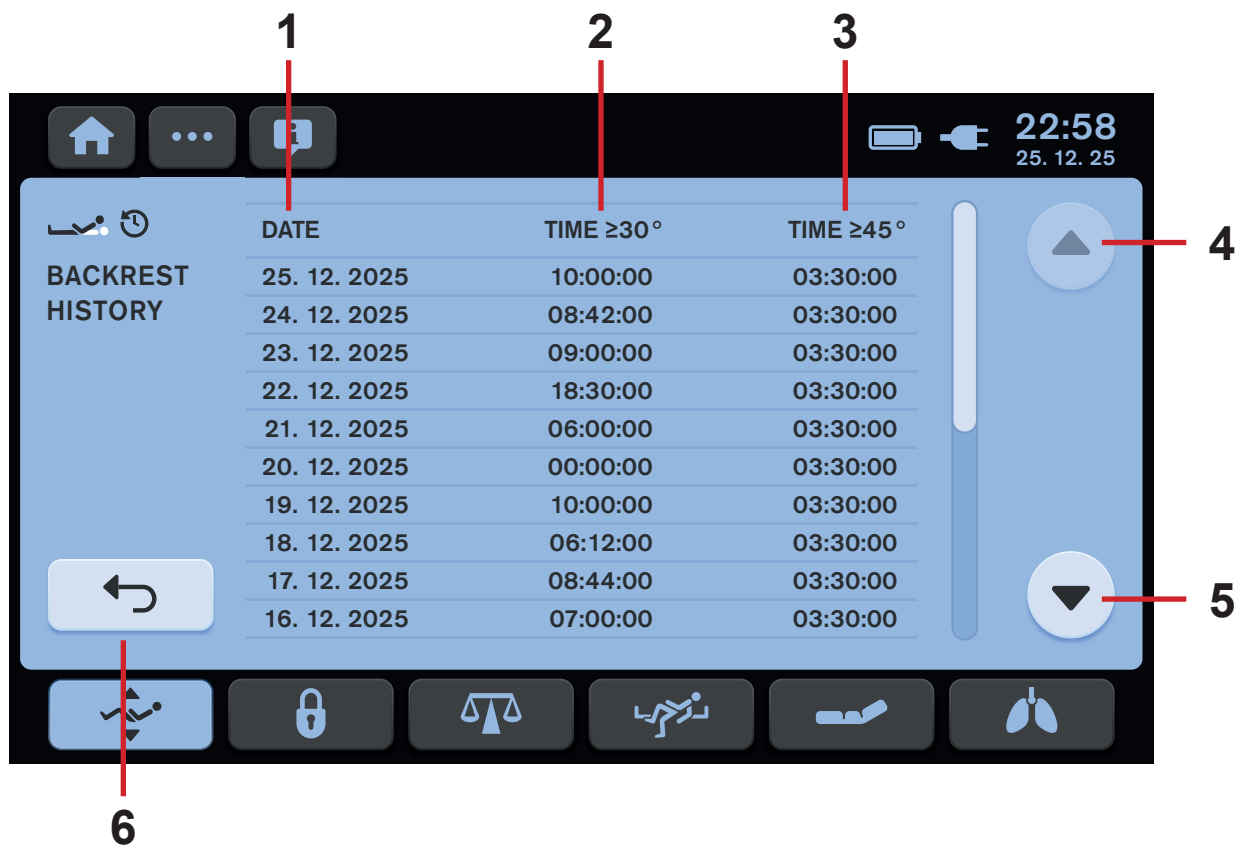 1 2 3
22:58
25. 12. 25
BACKREST
HISTORY
DATE TIME ≥30° TIME ≥45°
25. 12. 2025 10:00:00 03:30:00
24. 12. 2025 08:42:00 03:30:00
23. 12. 2025 09:00:00 03:30:00
22. 12. 2025 18:30:00 03:30:00
21. 12. 2025 06:00:00 03:30:00
20. 12. 2025 00:00:00 03:30:00
19. 12. 2025 10:00:00 03:30:00
18. 12. 2025 06:12:00 03:30:00
17. 12. 2025 08:44:00 03:30:00
16. 12. 2025 07:00:00 03:30:00
4
5
6